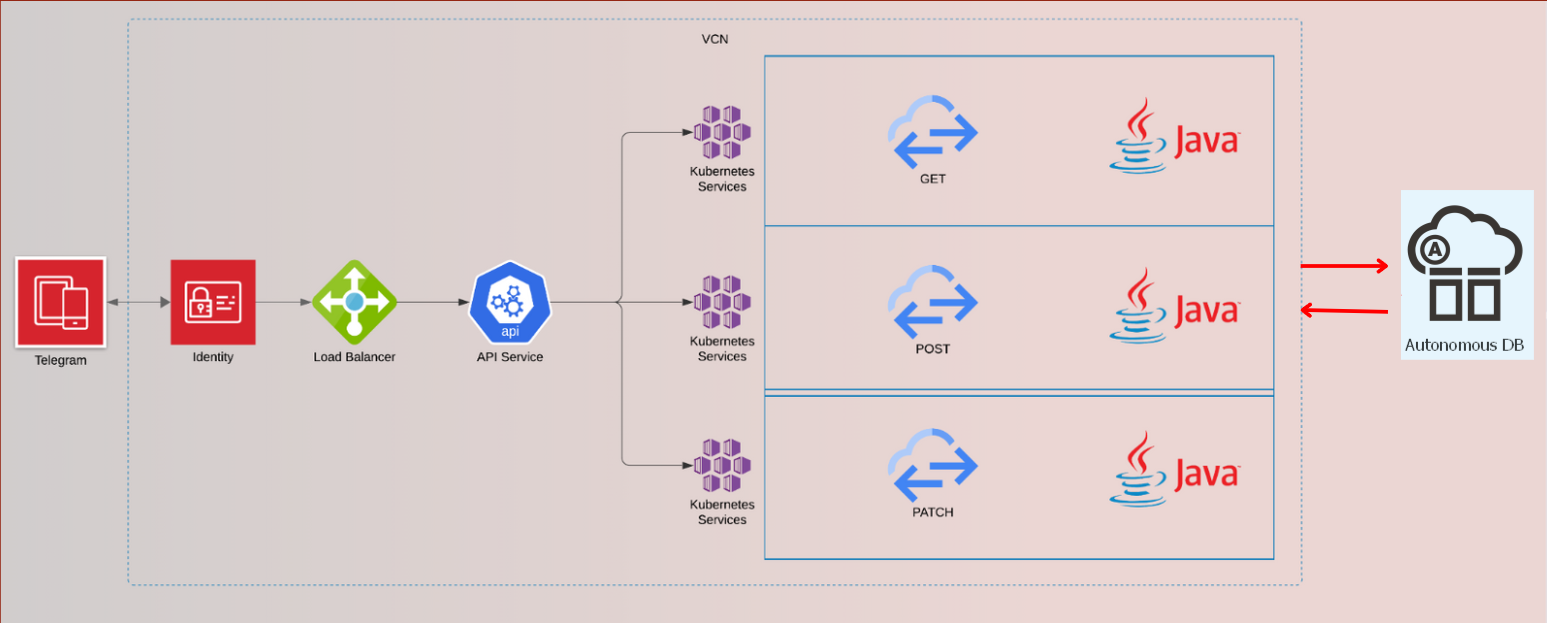 VCN
Kubernetes
Services
GET
Java
Telegram
Identity
Load Balancer
api
API Service
Kubernetes
Services
POST
Java
A
Autonomous DB
Kubernetes
Services
PATCH
Java